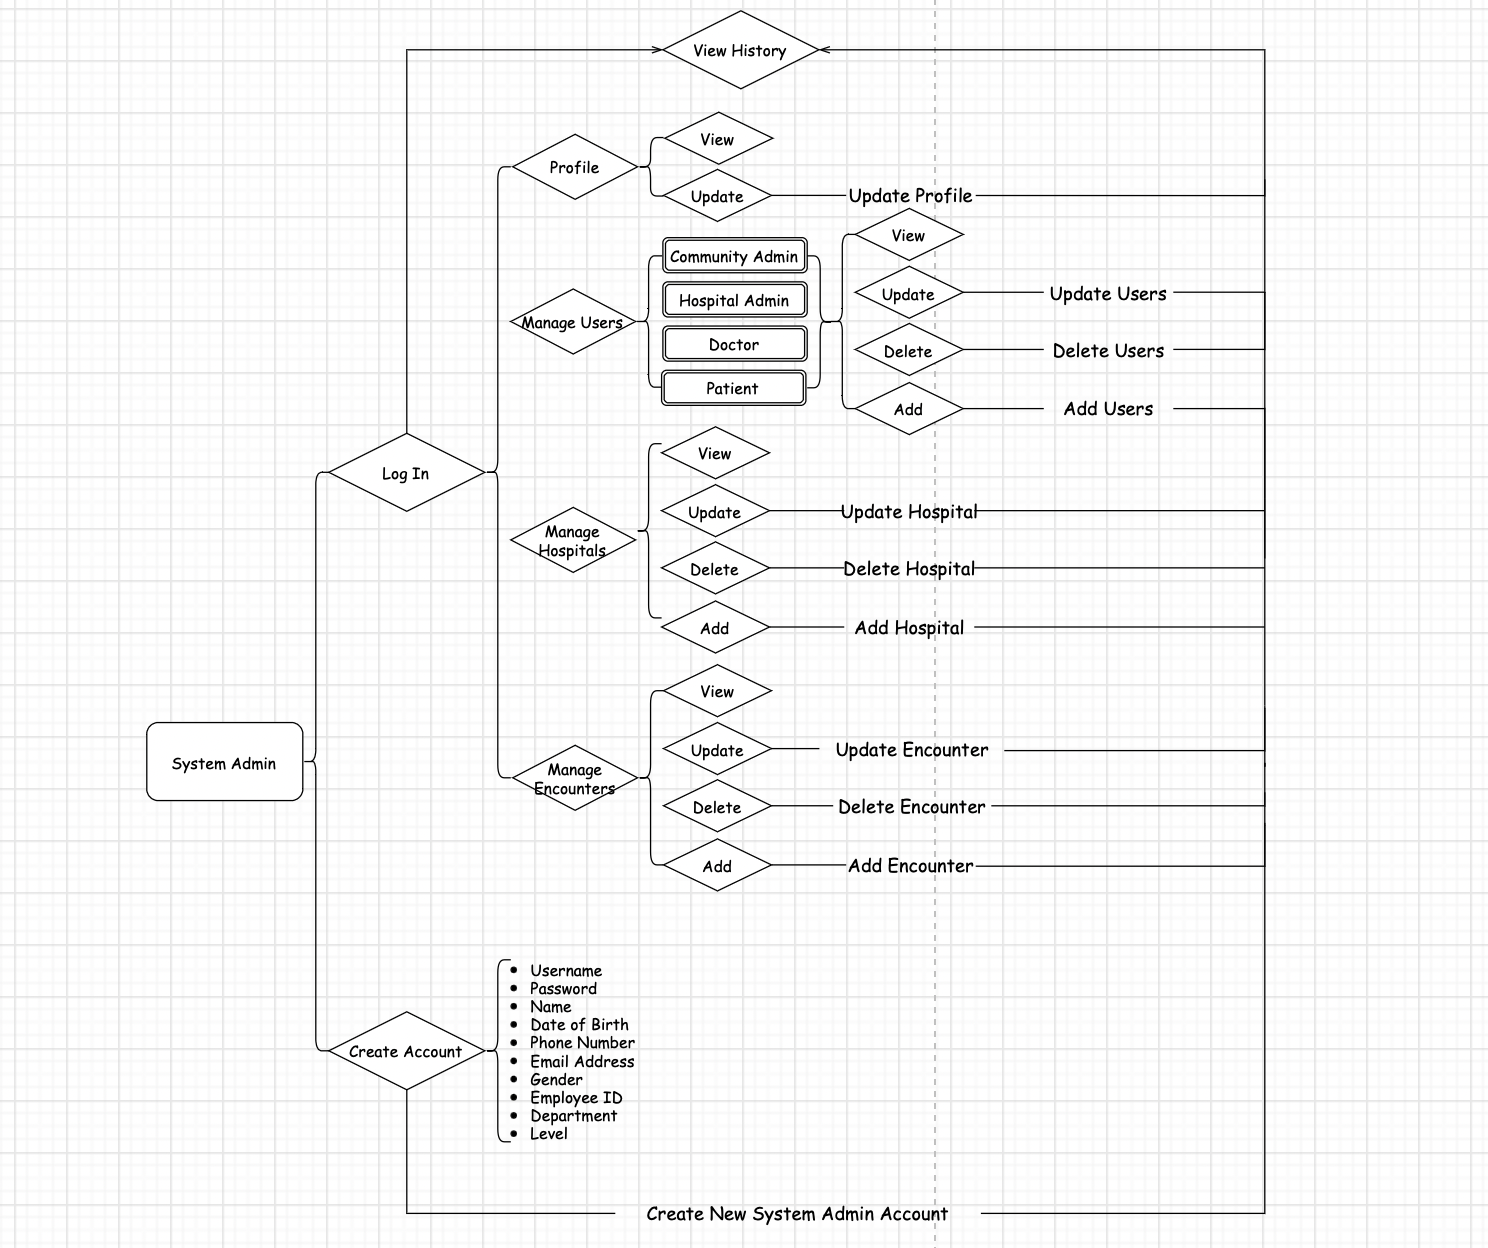 View History
Profile
View
Update
Update Profile
Manage Users
Community Admin
Hospital Admin
Doctor
Patient
View
Update
Update Users
Delete
Delete Users
Add
Add Users
Log In
Manage
Hospitals
View
Update
Update Hospital
Delete
Delete Hospital
Add
Add Hospital
System Admin
Manage
Encounters
View
Update
Update Encounter
Delete
Delete Encounter
Add
Add Encounter
Create Account
• Username
• Password
• Name
• Date of Birth
• Phone Number
• Email Address
• Gender
• Employee ID
• Department
• Level
Create New System Admin Account